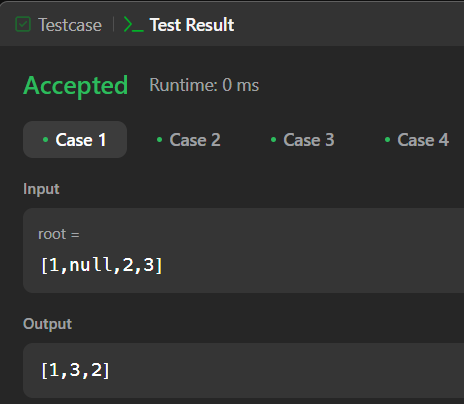 Testcase Test Result
Accepted Runtime: 0 ms
Case 1 Case 2 Case 3 Case 4
Input
root =
[1,null,2,3]
Output
[1,3,2]